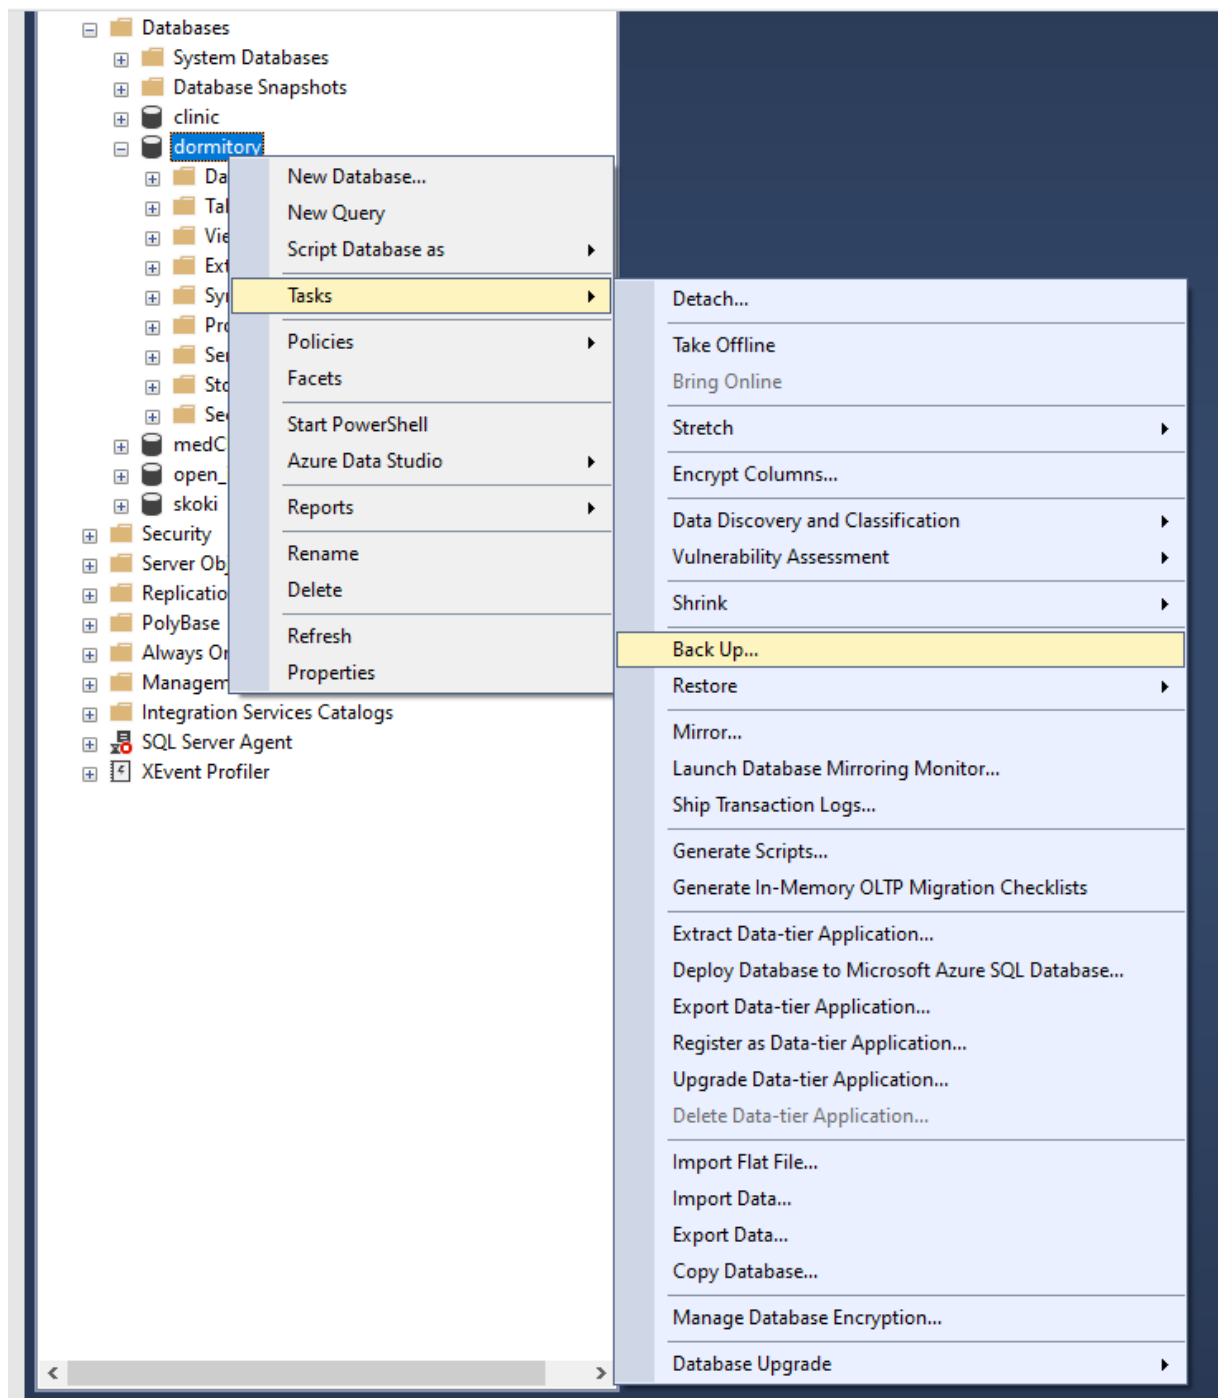 Databases
System Databases
Database Snapshots
clinic
dormitory
New Database...
New Query
Script Database as
Tasks
Policies
Facets
Start PowerShell
Azure Data Studio
Reports
Rename
Delete
Refresh
Properties
skoki
Security
PolyBase
Integration Services Catalogs
SQL Server Agent
XEvent Profiler
Detach...
Take Offline
Bring Online
Stretch
Encrypt Columns...
Data Discovery and Classification
Vulnerability Assessment
Shrink
Back Up...
Restore
Mirror...
Launch Database Mirroring Monitor...
Ship Transaction Logs...
Generate Scripts...
Generate In-Memory OLTP Migration Checklists
Extract Data-tier Application...
Deploy Database to Microsoft Azure SQL Database...
Export Data-tier Application...
Register as Data-tier Application...
Upgrade Data-tier Application...
Delete Data-tier Application...
Import Flat File...
Import Data...
Export Data...
Copy Database...
Manage Database Encryption...
Database Upgrade